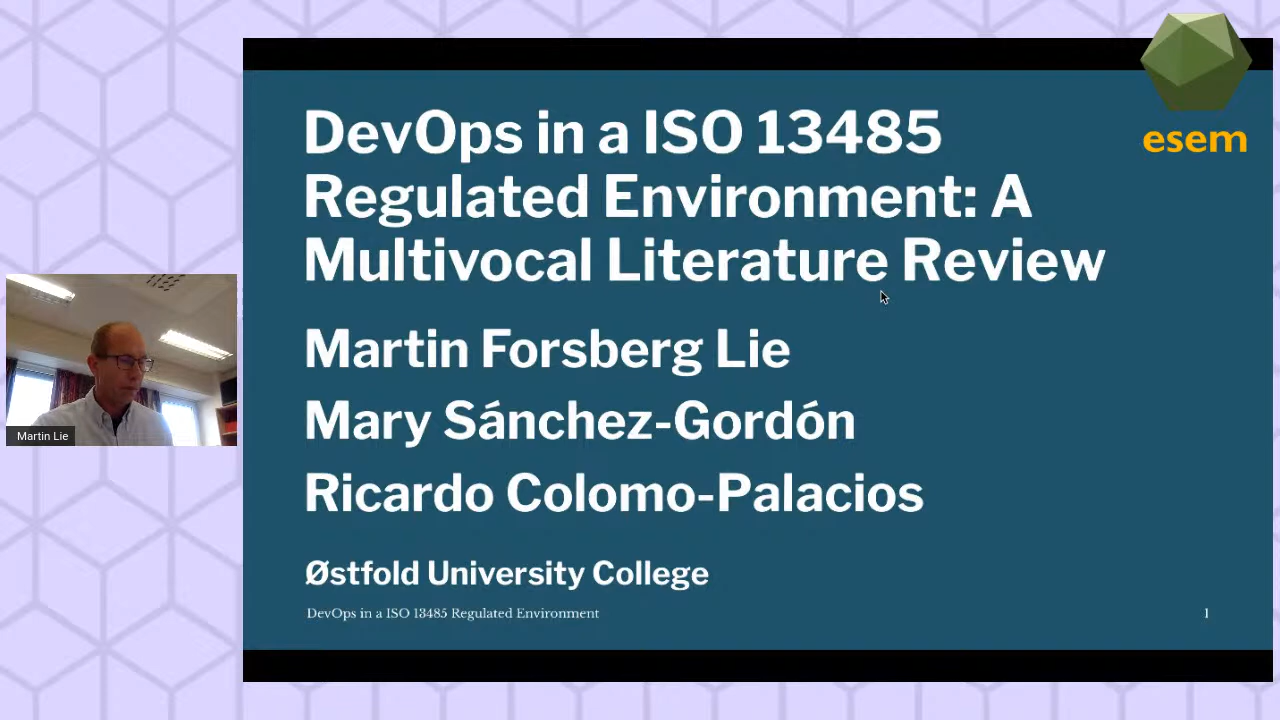 DevOps in a ISO 13485
Regulated Environment: A
Multivocal Literature Review
Martin Forsberg Lie
Mary Sánchez-Gordón
Ricardo Colomo-Palacios
Østfold University College
DevOps in a ISO 13485 Regulated Environment
1
esem
Martin Lie